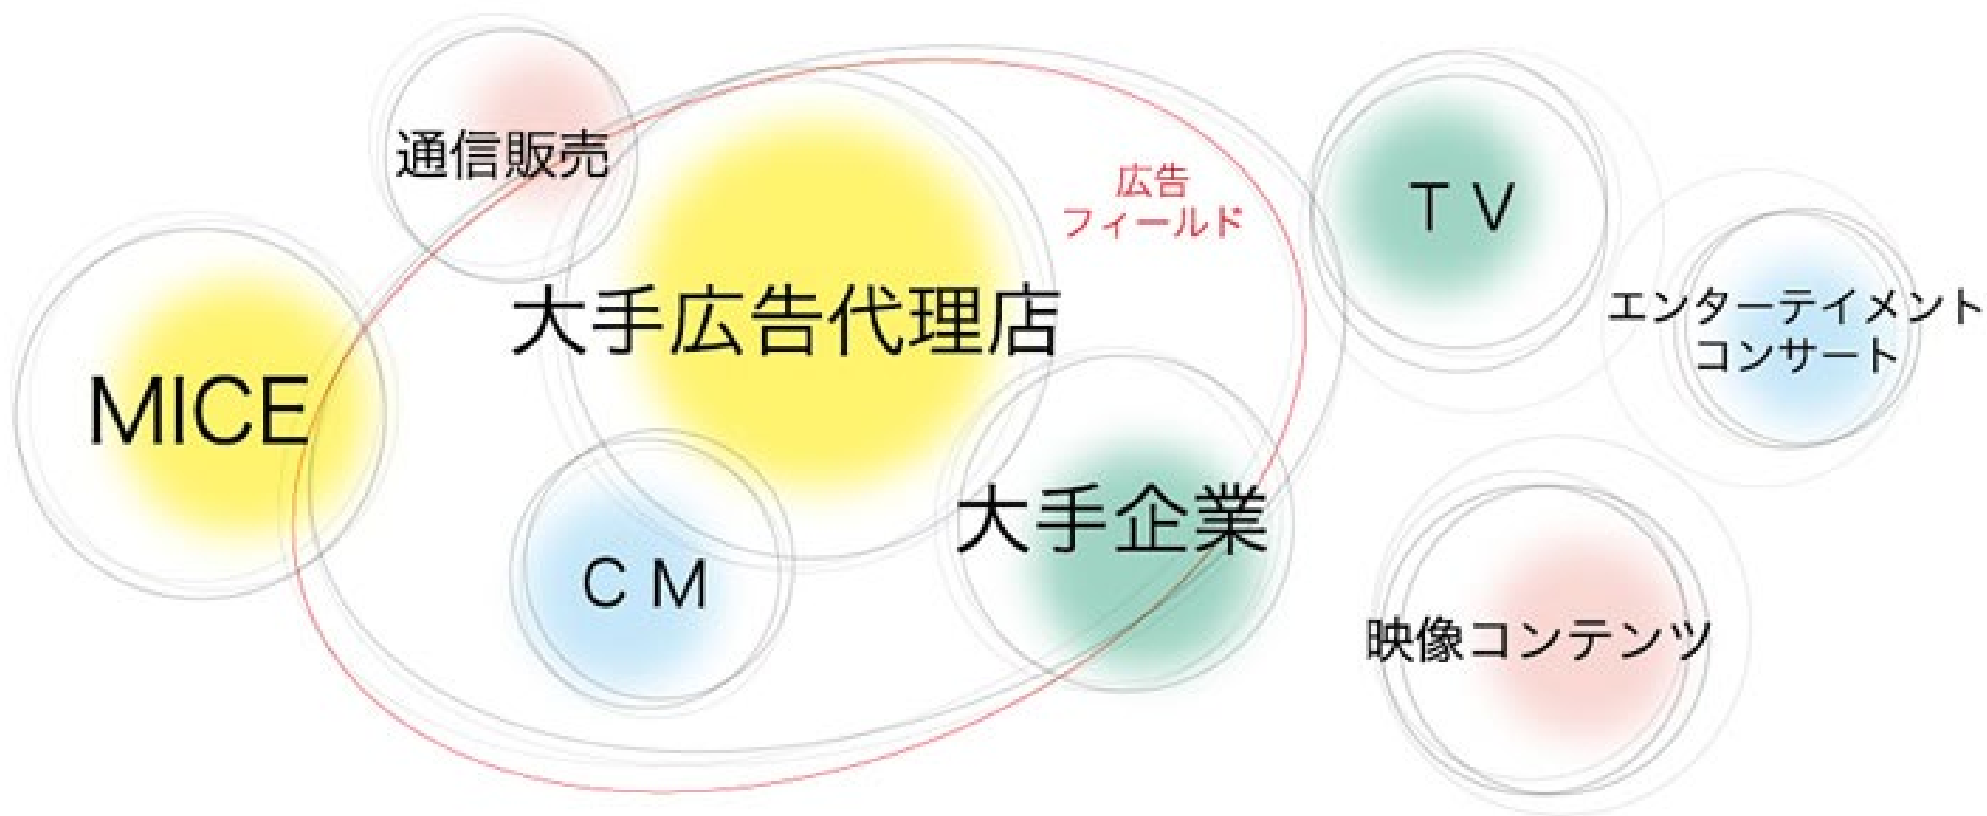 通信販売
広告
フィールド
TV
エンターテイメント
コンサート
大手広告代理店
MICE
大手企業
CM
映像コンテンツ